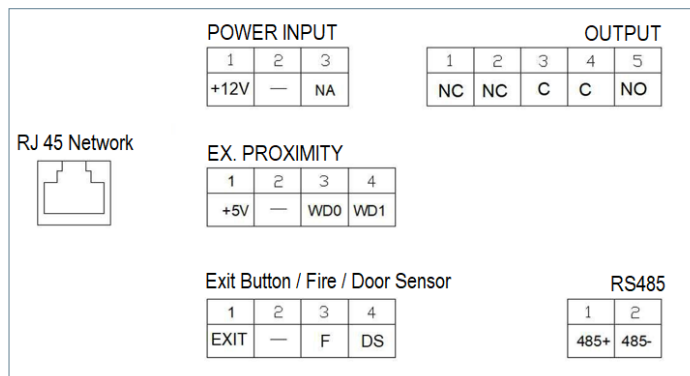 POWER INPUT
1 2 3
+12V — NA
OUTPUT
1 2 3 4 5
NC NC C C NO
RJ 45 Network
EX. PROXIMITY
1 2 3 4
+5V — WD0 WD1
Exit Button / Fire / Door Sensor
1 2 3 4
EXIT — F DS
RS485
1 2
485+ 485-